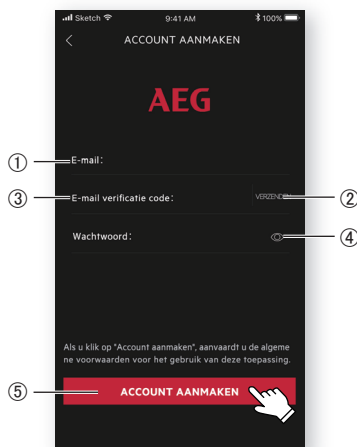 Sketch 9:41 AM 100%
ACCOUNT AANMAKEN
AEG
① E-mail:
③ E-mail verificatie code: VERZENDEN ②
Wachtwoord: ④
Als u klik op "Account aanmaken", aanvaardt u de algeme
ne voorwaarden voor het gebruik van deze toepassing.
⑤ ACCOUNT AANMAKEN